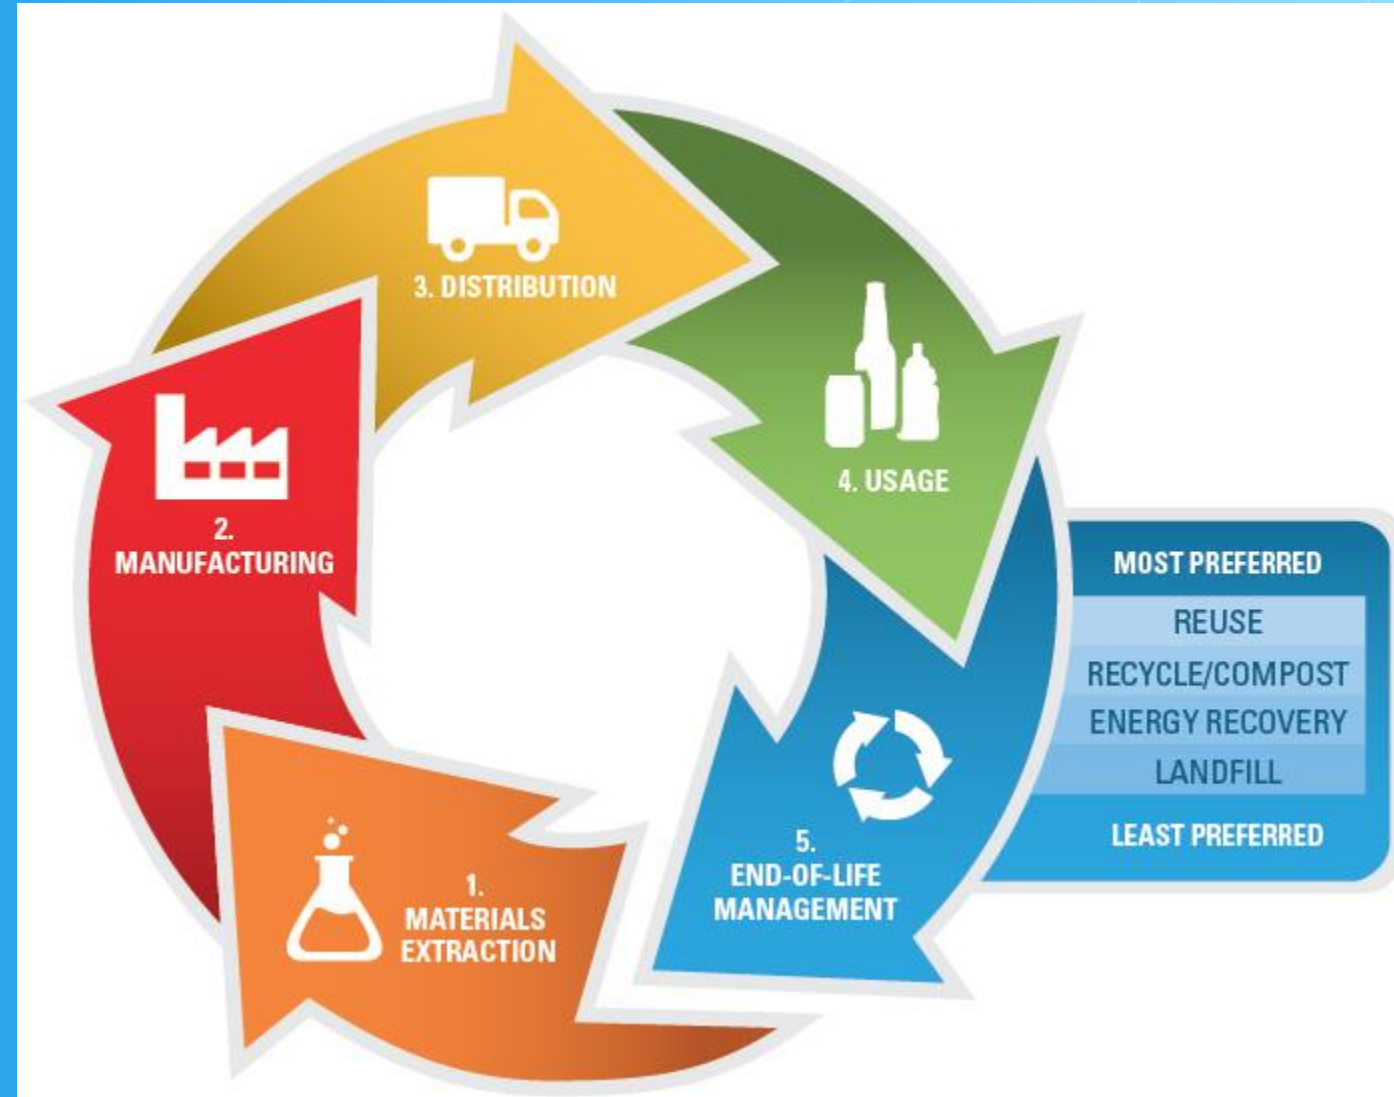 3. DISTRIBUTION
4. USAGE
2.
MANUFACTURING
MOST PREFERRED
REUSE
RECYCLE/COMPOST
ENERGY RECOVERY
LANDFILL
LEAST PREFERRED
5.
END-OF-LIFE
MANAGEMENT
1.
MATERIALS
EXTRACTION